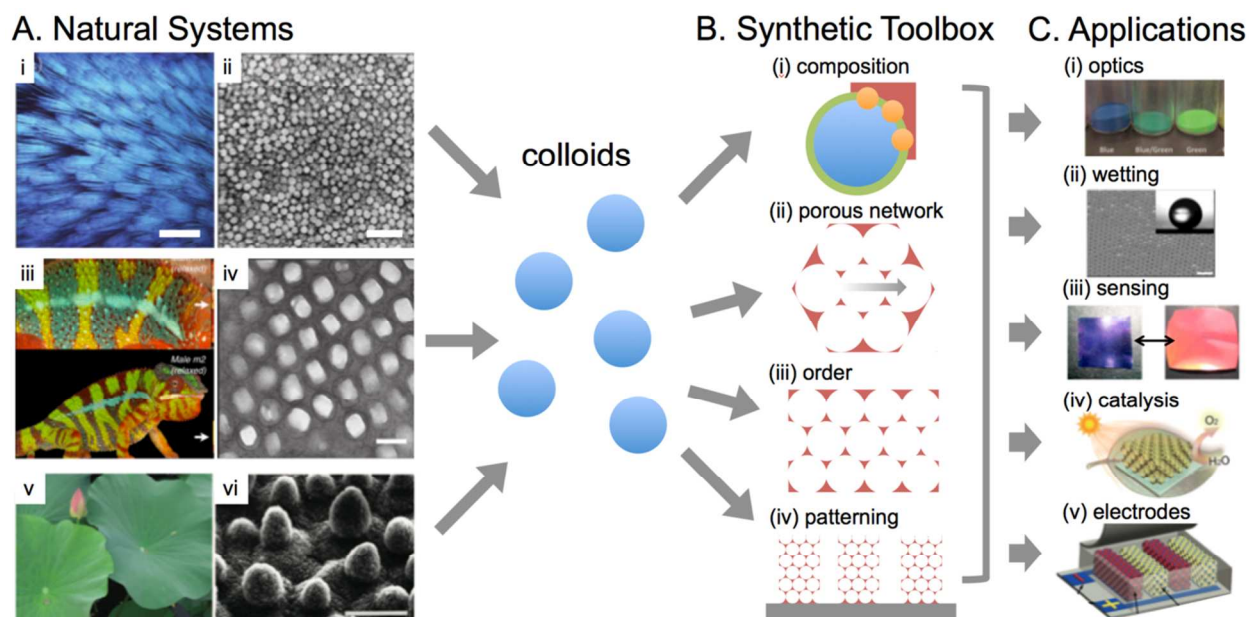 A. Natural Systems
B. Synthetic Toolbox
C. Applications
i
ii
iii
(relaxed)
Male m2
(relaxed)
iv
v
vi
colloids
(i) composition
(ii) porous network
(iii) order
(iv) patterning
(i) optics
Blue
Blue/Green
Green
(ii) wetting
(iii) sensing
(iv) catalysis
O₂
H₂O
(v) electrodes